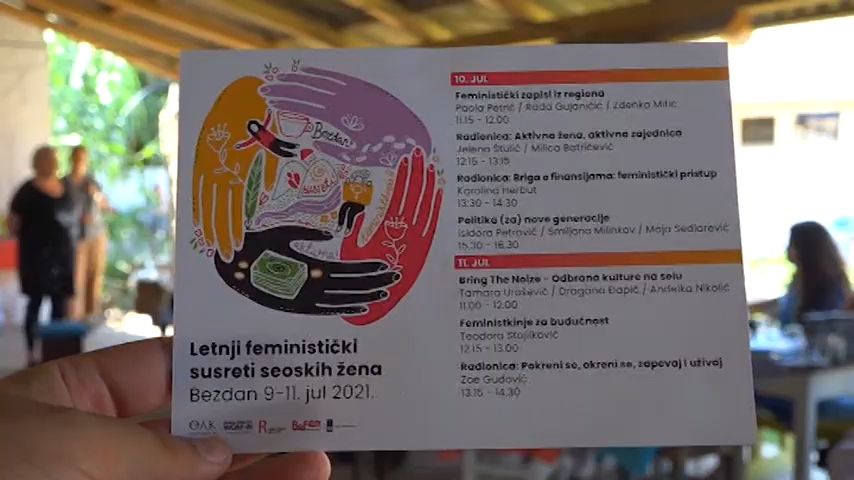 Bezdan
susreti
Letnji feministički
susreti seoskih žena
Bezdan 9-11. jul 2021.
10. JUL
Feministički zapisi iz regiona
Paola Petrić / Rada Gujaničić / Zdenka Mitić
11.15 - 12.00
Radionica: Aktivna žena, aktivna zajednica
Jelena Stulić / Milica Batričević
12.15 - 13.15
Radionica: Briga o finansijama: feministički pristup
Karolina Herbut
13:30 - 14:30
Politika (za) nove generacije
Isidora Petrović / Smiljana Milinkov / Maja Sedlarević
15.30 - 16.30
11. JUL
Bring The Noize - Odbrana kulture na selu
Tamara Urošević / Dragana Đapić / Anđelka Nikolić
11.00 - 12.00
Feministkinje za budućnost
Teodora Stojiković
12.15 - 13.00
Radionica: Pokreni se, okreni se, zapevaj i uživaj
Zoe Gudović
13.15 - 14.30